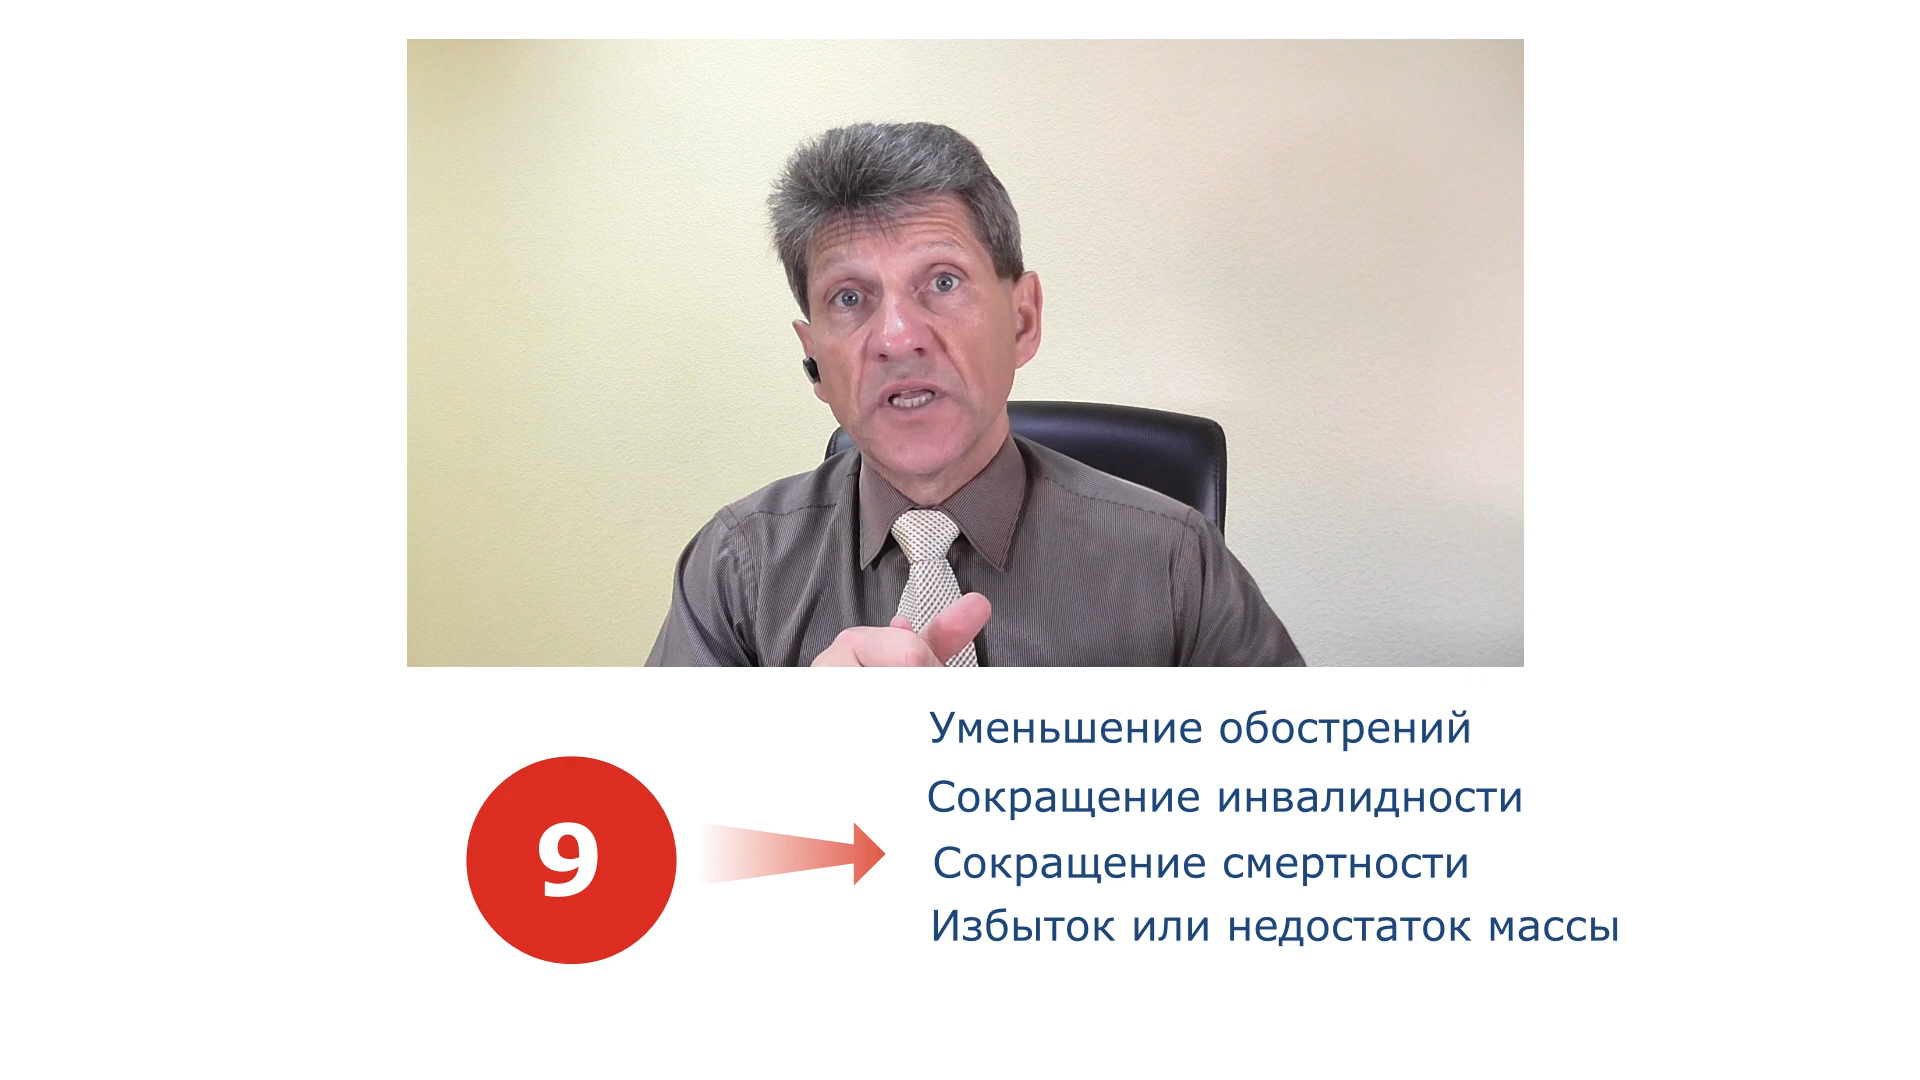 9
Уменьшение обострений
Сокращение инвалидности
Сокращение смертности
Избыток или недостаток массы